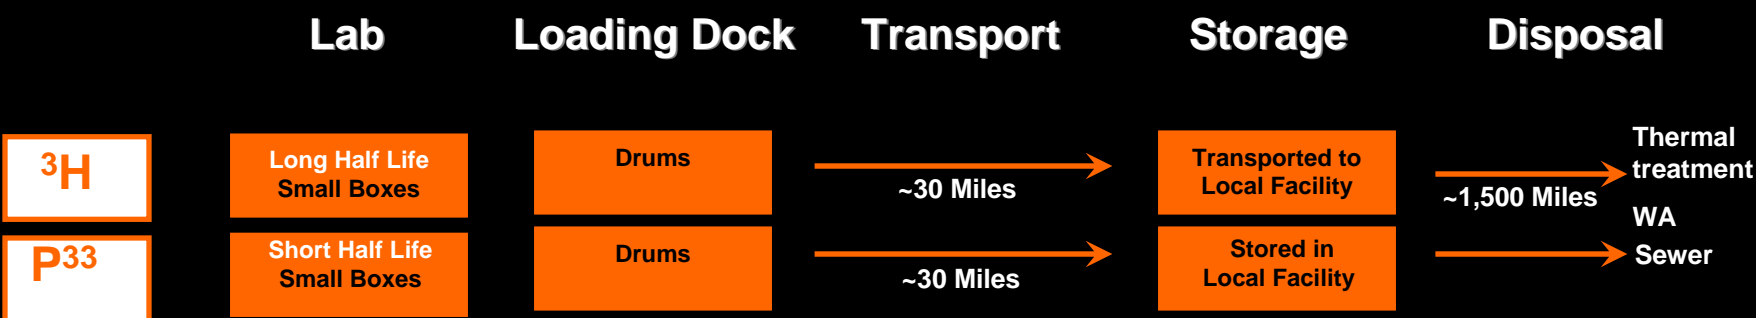 Lab Loading Dock Transport Storage Disposal
³H
Long Half Life
Small Boxes
Drums
~30 Miles
Transported to
Local Facility
~1,500 Miles
Thermal
treatment
WA
P³³
Short Half Life
Small Boxes
Drums
~30 Miles
Stored in
Local Facility
Sewer